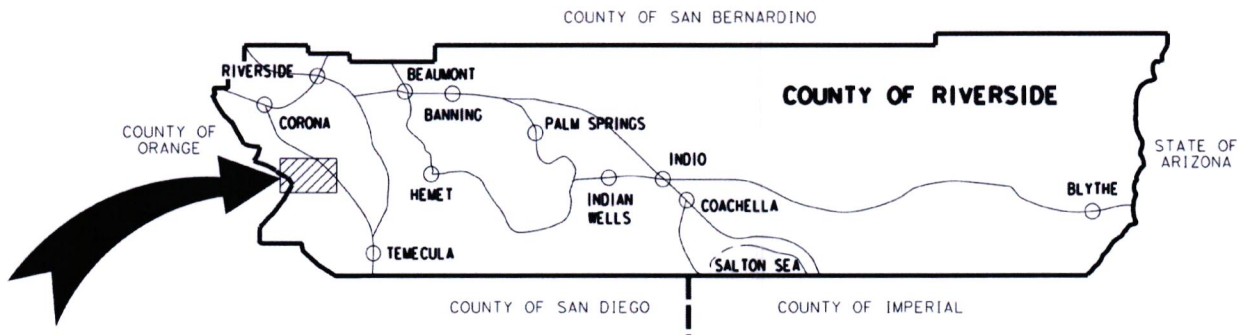 COUNTY OF SAN BERNARDINO
RIVERSIDE
BEAUMONT
COUNTY OF RIVERSIDE
CORONA
BANNING
PALM SPRINGS
COUNTY OF
ORANGE
STATE OF
ARIZONA
INDIO
HEMET
INDIAN
WELLS
COACHELLA
BLYTHE
TEMECULA
SALTON SEA
COUNTY OF SAN DIEGO
COUNTY OF IMPERIAL